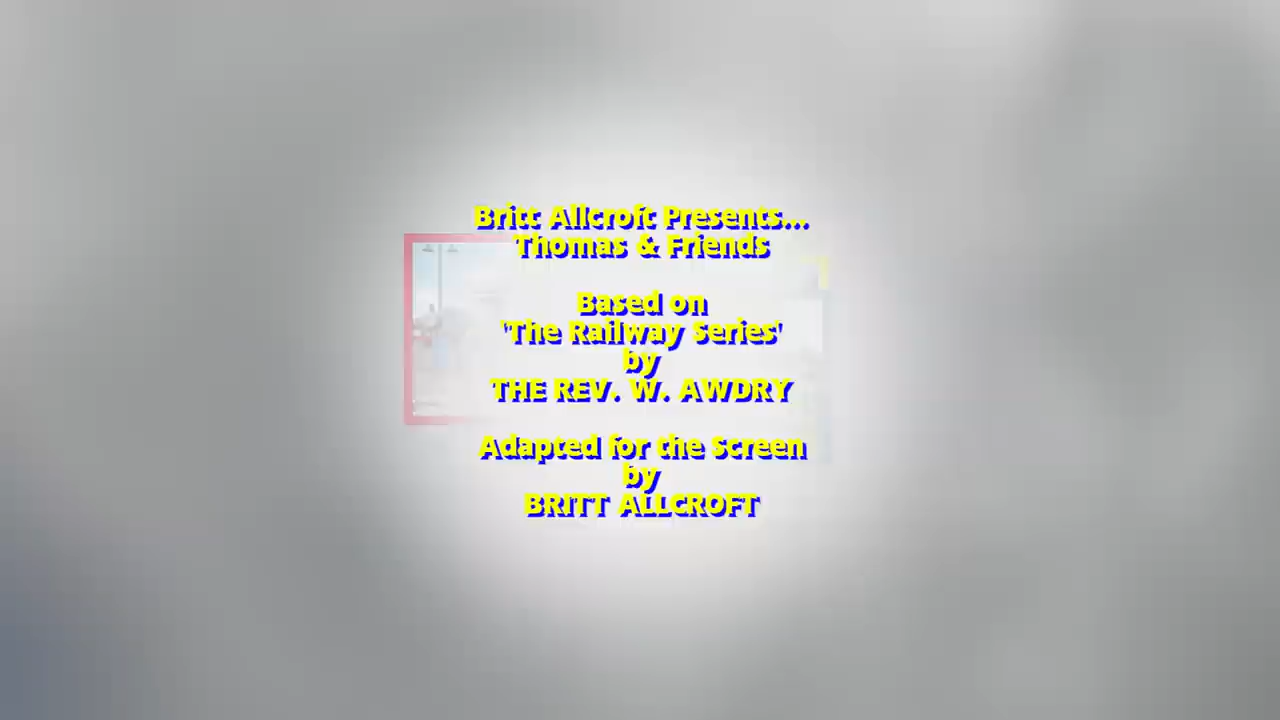 Britt Allcroft Presents...
Thomas & Friends
Based on
'The Railway Series'
by
THE REV. W. AWDRY
Adapted for the Screen
by
BRITT ALLCROFT